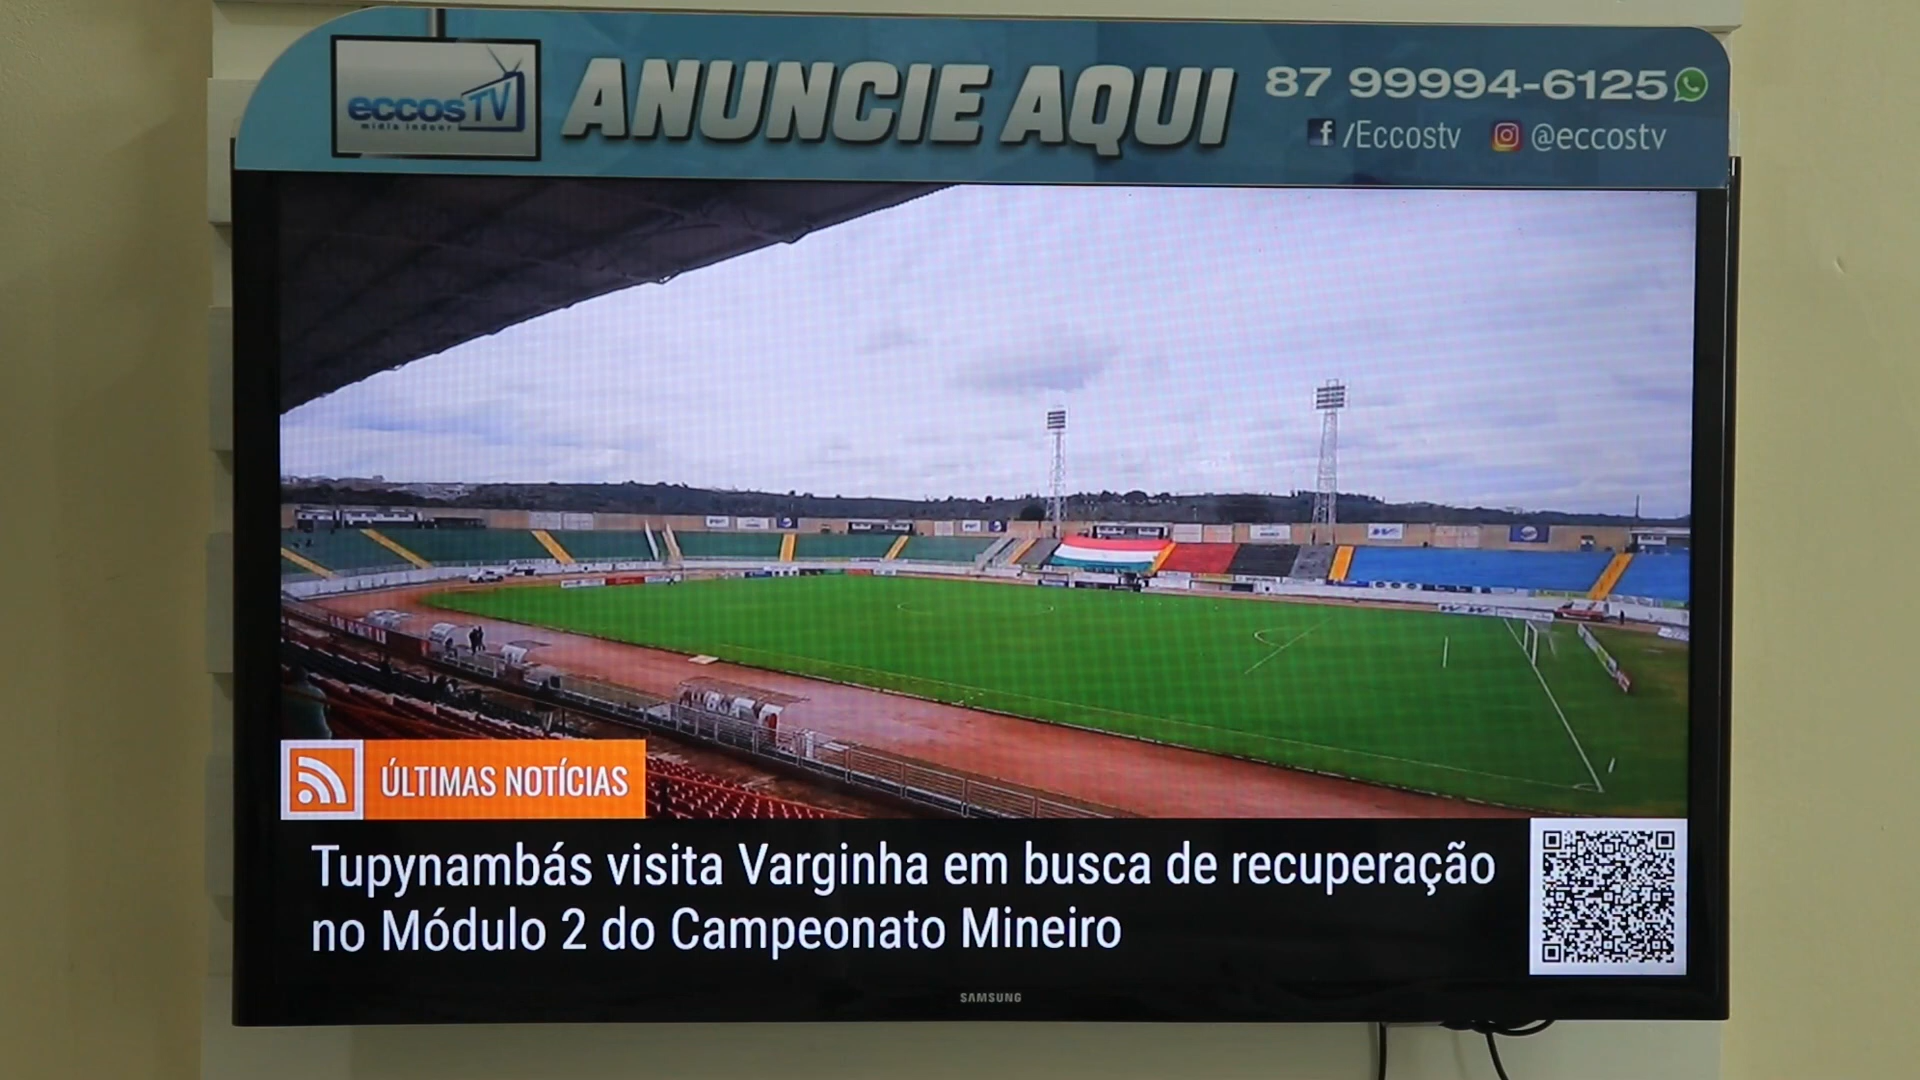 eccosTV
mídia indoor
ANUNCIE AQUI
87 99994-6125
/Eccostv @eccostv
ÚLTIMAS NOTÍCIAS
Tupynambás visita Varginha em busca de recuperação
no Módulo 2 do Campeonato Mineiro
SAMSUNG